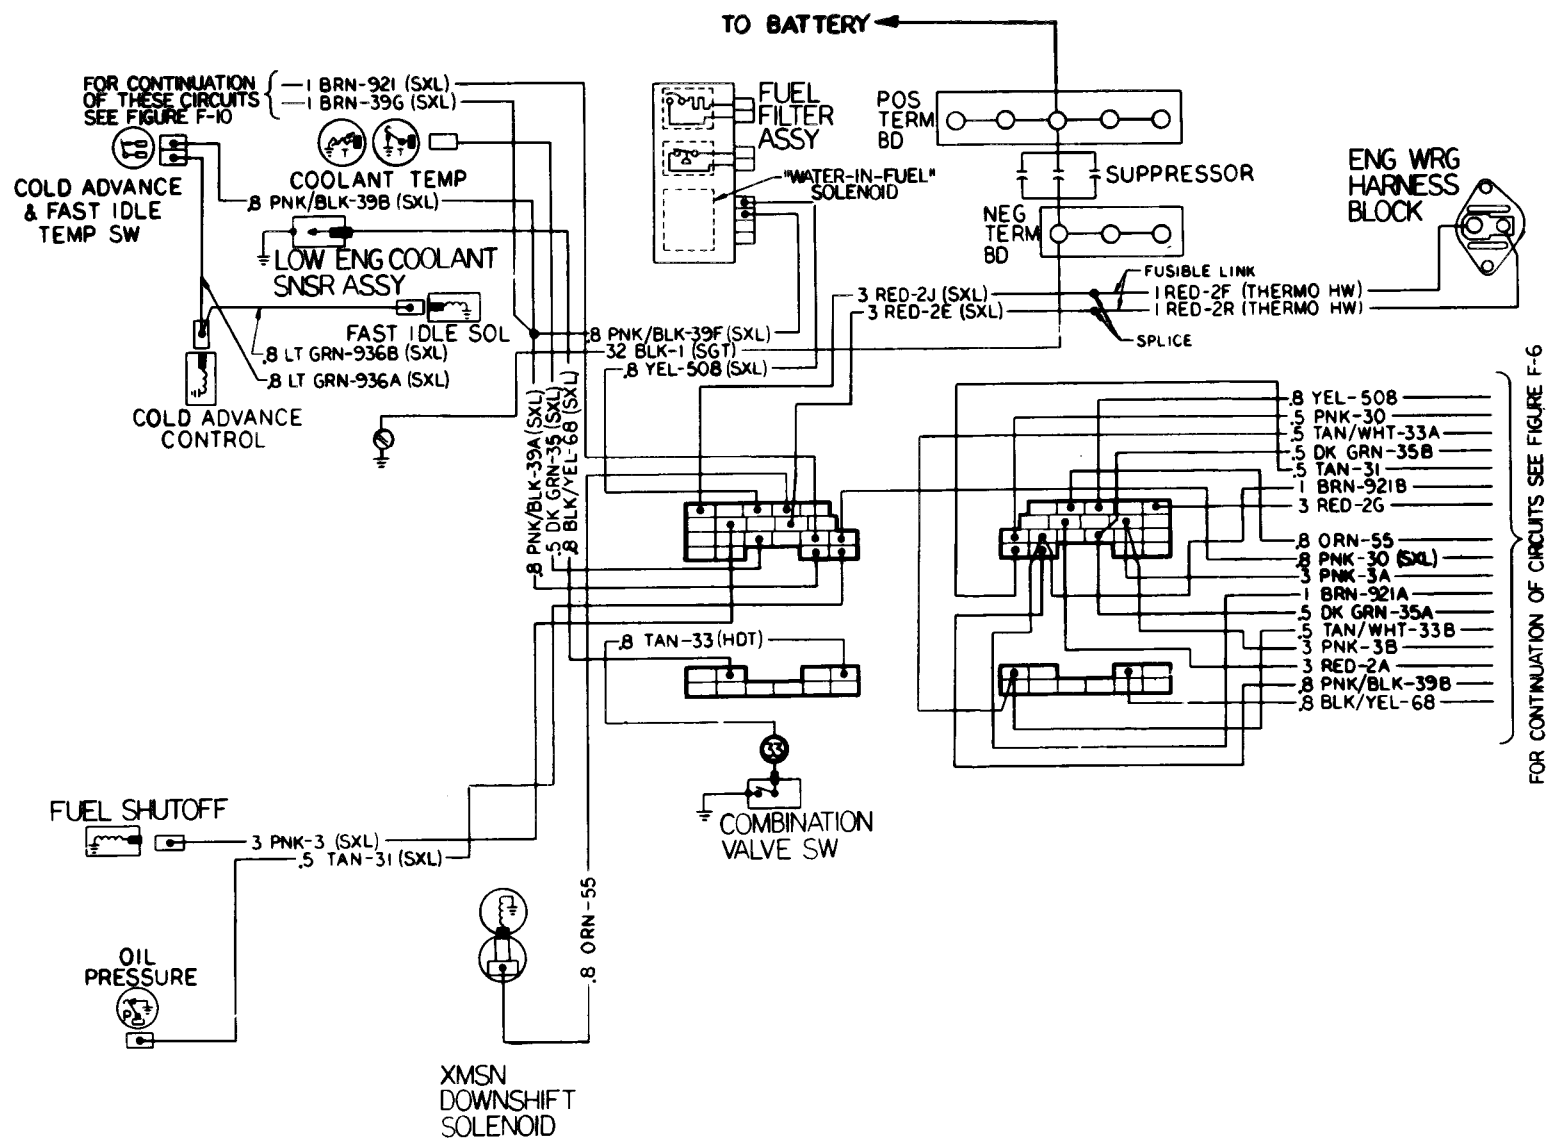 TO BATTERY
FOR CONTINUATION
OF THESE CIRCUITS
SEE FIGURE F-10
1 BRN-921 (SXL)
1 BRN-39G (SXL)
COLD ADVANCE
& FAST IDLE
TEMP SW
T
T
COOLANT TEMP
.8 PNK/BLK-39B (SXL)
LOW ENG COOLANT
SNSR ASSY
FAST IDLE SOL
.8 LT GRN-936B (SXL)
.8 LT GRN-936A (SXL)
COLD ADVANCE
CONTROL
FUEL
FILTER
ASSY
"WATER-IN-FUEL"
SOLENOID
POS
TERM
BD
SUPPRESSOR
NEG
TERM
BD
ENG WRG
HARNESS
BLOCK
FUSIBLE LINK
3 RED-2J (SXL)
1 RED-2F (THERMO HW)
3 RED-2E (SXL)
1 RED-2R (THERMO HW)
SPLICE
.8 PNK/BLK-39F (SXL)
32 BLK-1 (SGT)
.8 YEL-508 (SXL)
.8 PNK/BLK-39A (SXL)
.5 DK GRN-35 (SXL)
.8 BLK/YEL-68 (SXL)
.8 YEL-508
.5 PNK-30
.5 TAN/WHT-33A
.5 DK GRN-35B
.5 TAN-31
1 BRN-921B
3 RED-2G
.8 ORN-55
.8 PNK-30 (SXL)
3 PNK-3A
1 BRN-921A
.5 DK GRN-35A
.5 TAN/WHT-33B
3 PNK-3B
3 RED-2A
.8 PNK/BLK-39B
.8 BLK/YEL-68
FOR CONTINUATION OF CIRCUITS SEE FIGURE F-6
.8 TAN-33 (HDT)
33
COMBINATION
VALVE SW
FUEL SHUTOFF
3 PNK-3 (SXL)
.5 TAN-31 (SXL)
OIL
PRESSURE
P
.8 ORN-55
XMSN
DOWNSHIFT
SOLENOID